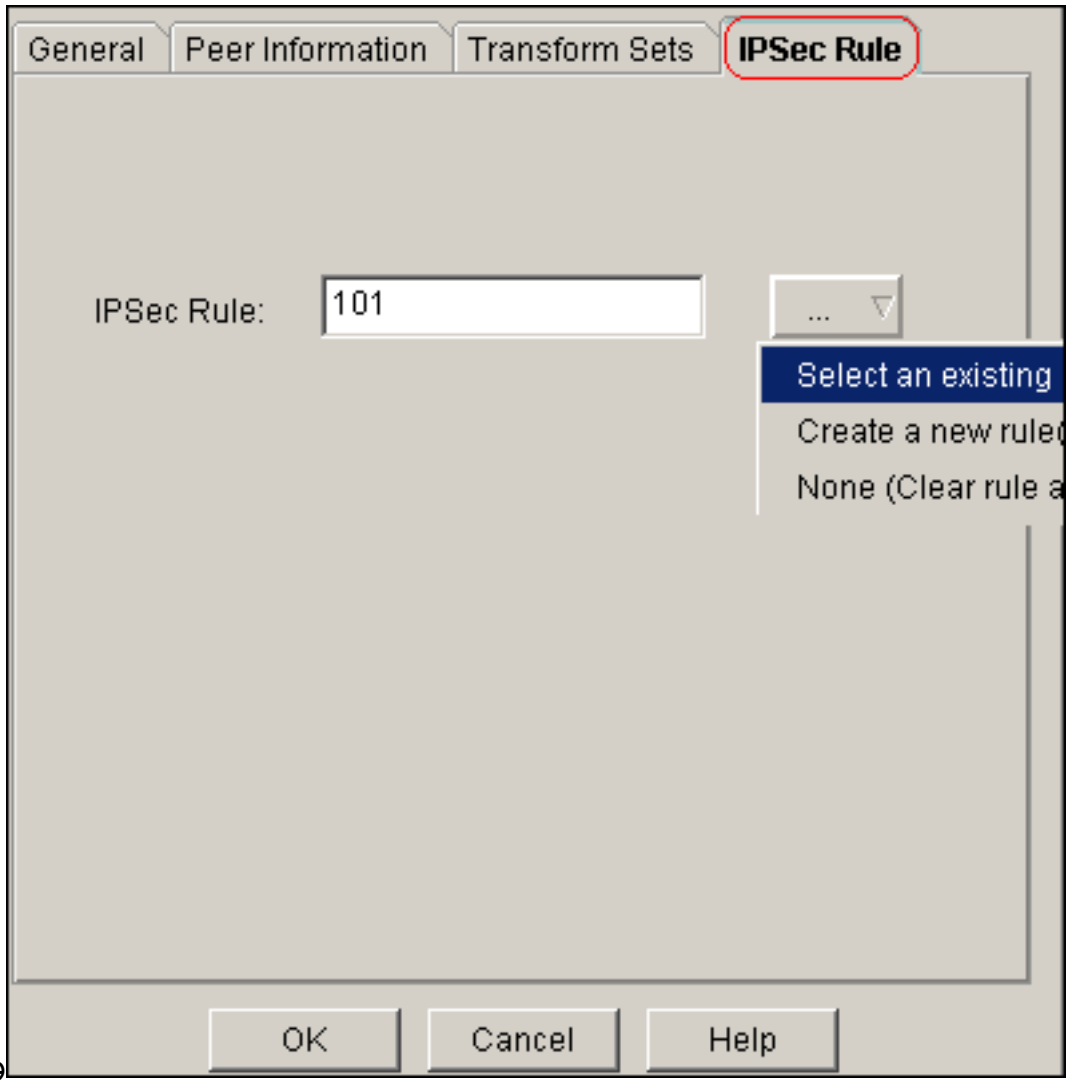 General Peer Information Transform Sets IPSec Rule
IPSec Rule: 101 ...
Select an existing
Create a new rule(
None (Clear rule a
OK Cancel Help